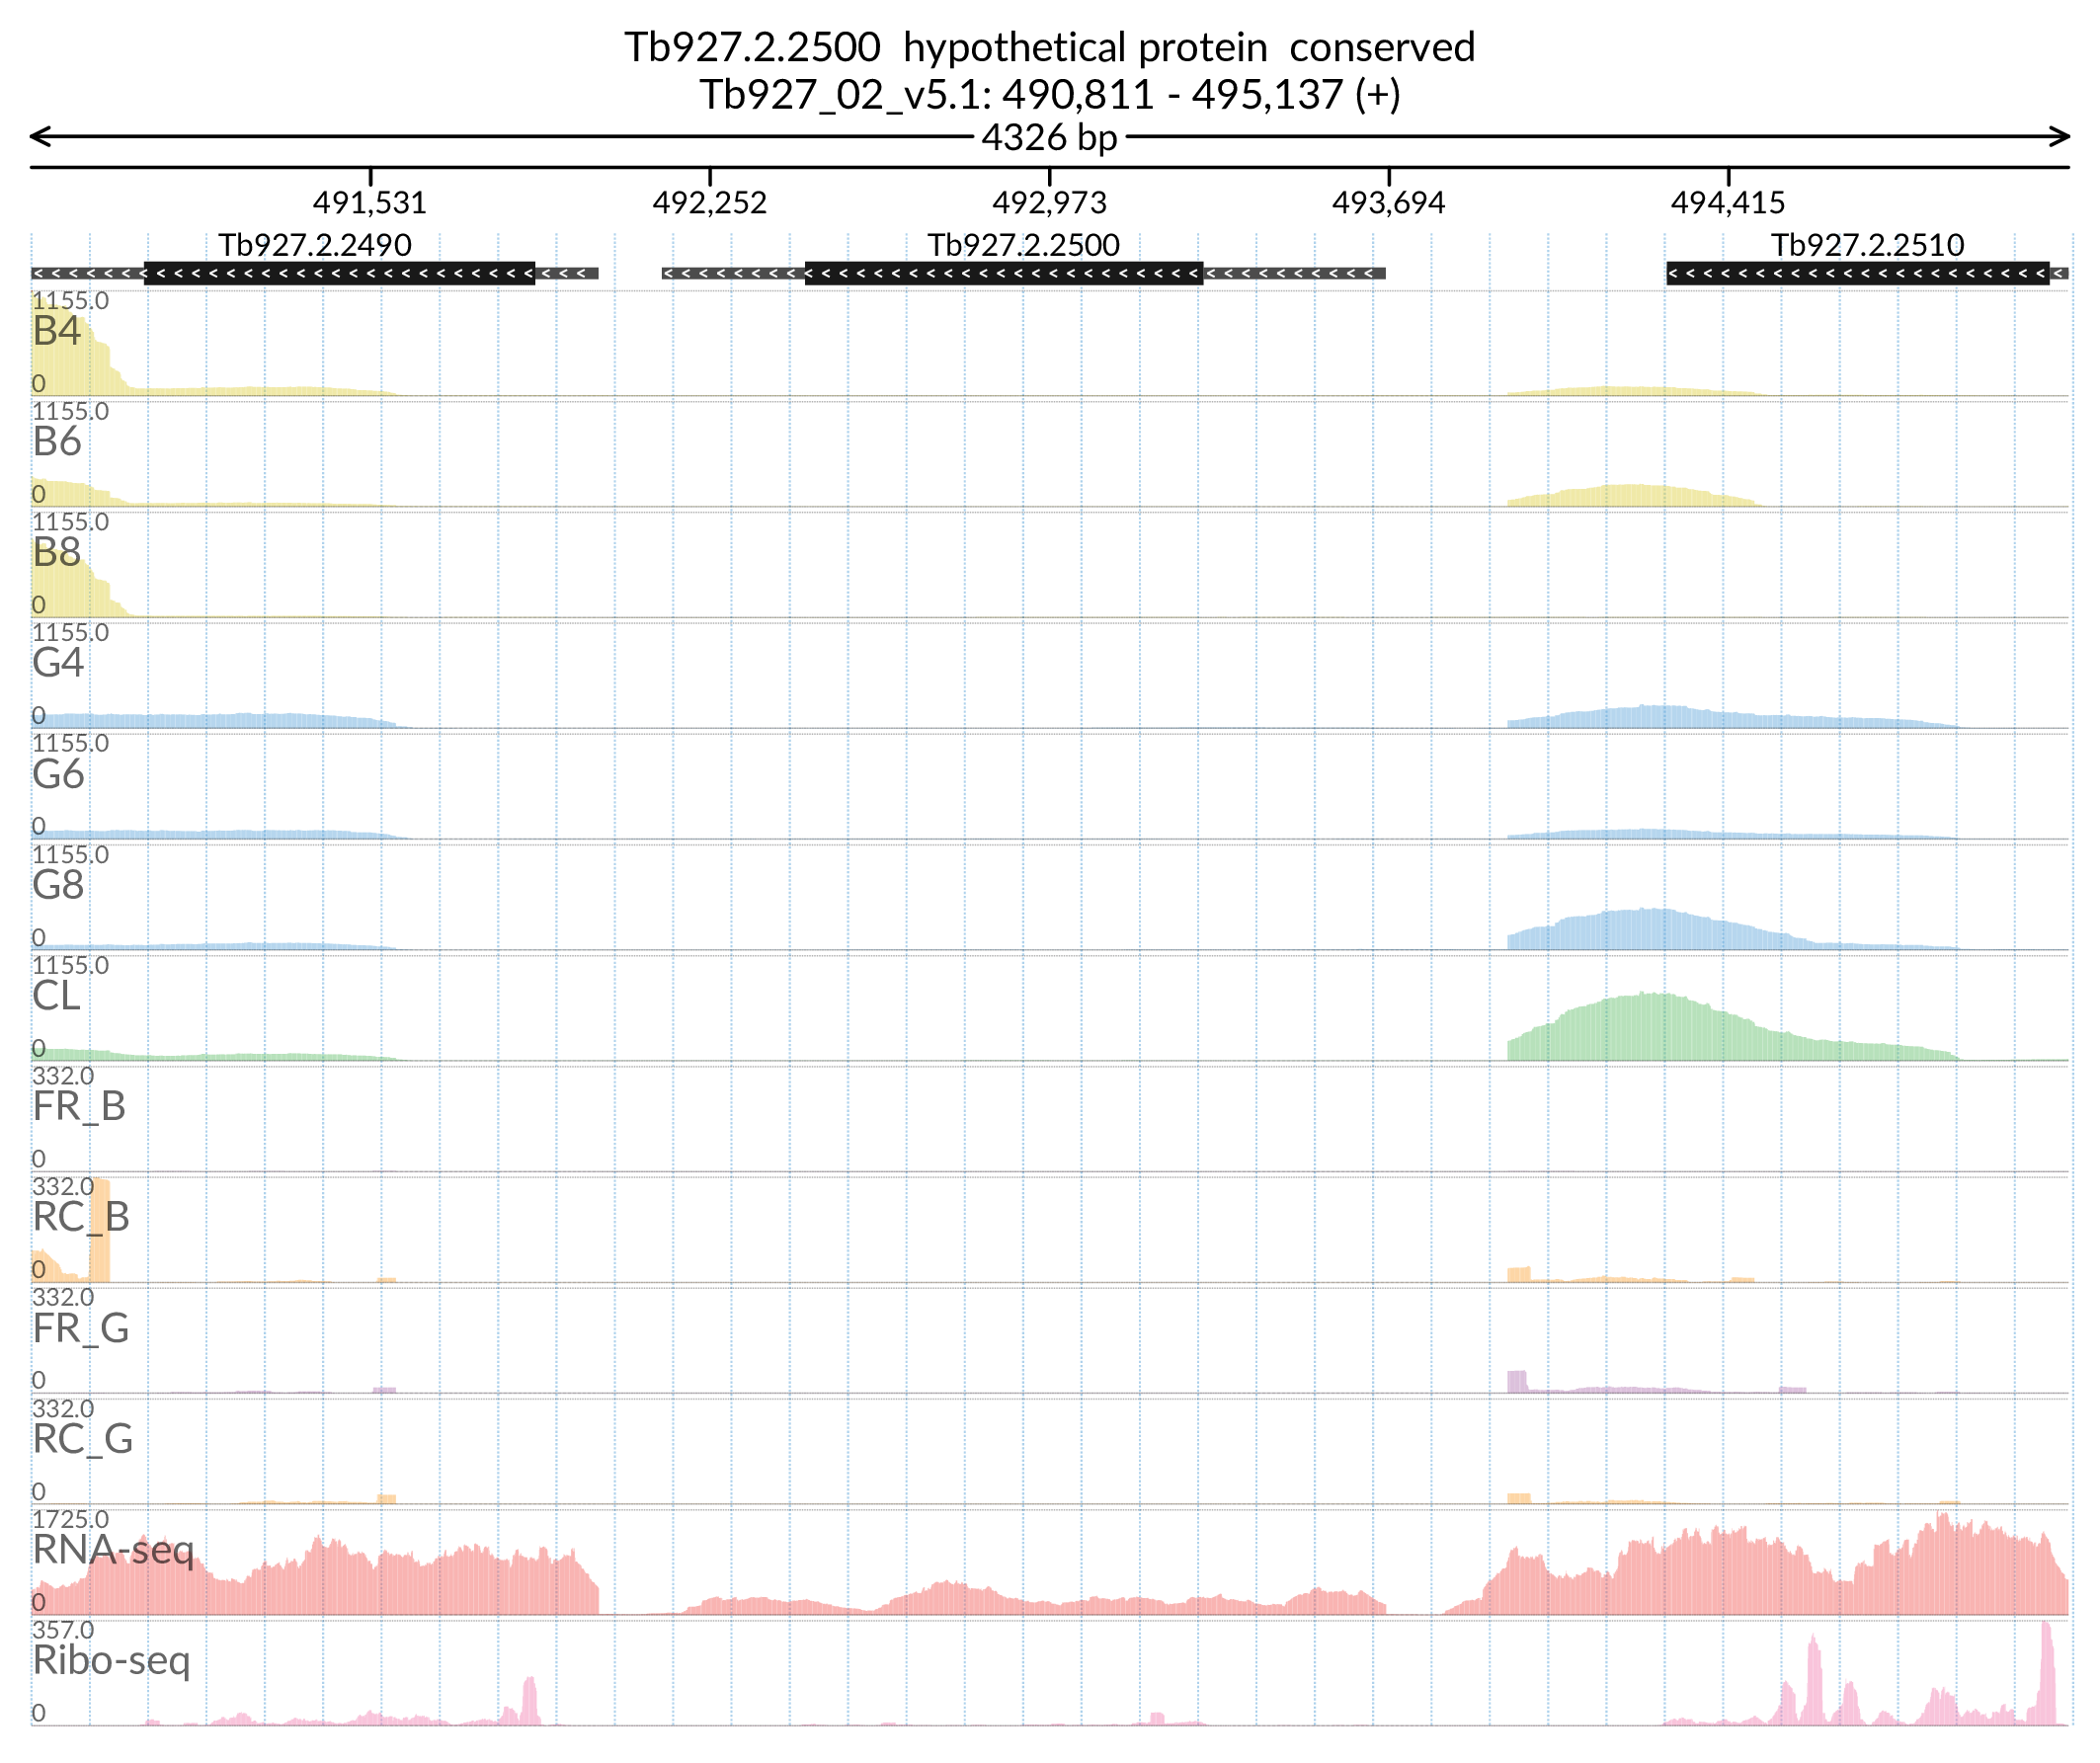 Tb927.2.2500 hypothetical protein conserved
Tb927_02_v5.1: 490,811 - 495,137 (+)
4326 bp
491,531 492,252 492,973 493,694 494,415
Tb927.2.2490 Tb927.2.2500 Tb927.2.2510
1155.0
B4
0
1155.0
B6
0
1155.0
B8
0
1155.0
G4
0
1155.0
G6
0
1155.0
G8
0
1155.0
CL
0
332.0
FR_B
0
332.0
RC_B
0
332.0
FR_G
0
332.0
RC_G
0
1725.0
RNA-seq
0
357.0
Ribo-seq
0